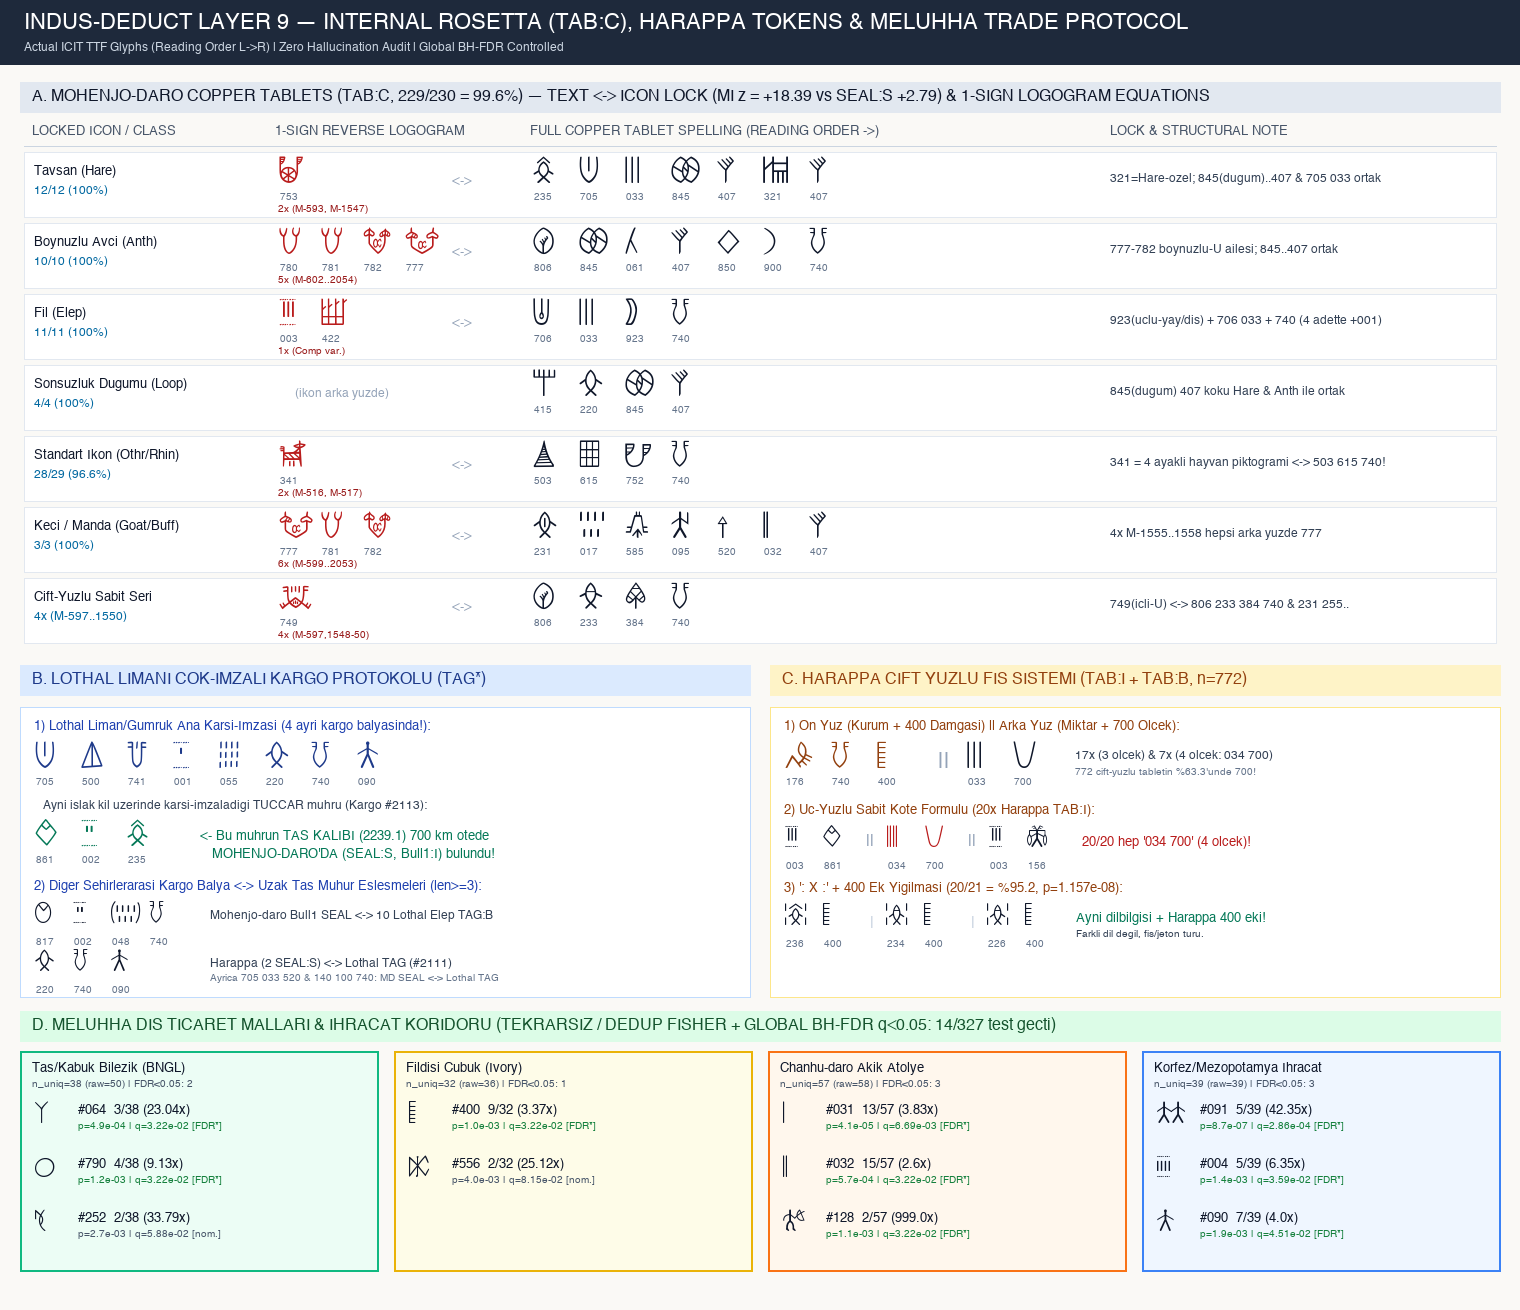 INDUS-DEDUCT LAYER 9 — INTERNAL ROSETTA (TAB:C), HARAPPA TOKENS & MELUHHA TRADE PROTOCOL
Actual ICIT TTF Glyphs (Reading Order L->R) | Zero Hallucination Audit | Global BH-FDR Controlled
A. MOHENJO-DARO COPPER TABLETS (TAB:C, 229/230 = 99.6%) — TEXT <-> ICON LOCK (MI z = +18.39 vs SEAL:S +2.79) & 1-SIGN LOGOGRAM EQUATIONS
LOCKED ICON / CLASS 1-SIGN REVERSE LOGOGRAM FULL COPPER TABLET SPELLING (READING ORDER ->) LOCK & STRUCTURAL NOTE
Tavsan (Hare)
12/12 (100%)
<->
321=Hare-ozel; 845(dugum)..407 & 705 033 ortak
753 235 705 033 845 407 321 407
2x (M-593, M-1547)
Boynuzlu Avci (Anth)
10/10 (100%)
<->
777-782 boynuzlu-U ailesi; 845..407 ortak
780 781 782 777 806 845 061 407 850 900 740
5x (M-602..2054)
Fil (Elep)
11/11 (100%)
<->
923(uclu-yay/dis) + 706 033 + 740 (4 adette +001)
003 422 706 033 923 740
1x (Comp var.)
Sonsuzluk Dugumu (Loop)
4/4 (100%)
(ikon arka yuzde)
845(dugum) 407 koku Hare & Anth ile ortak
415 220 845 407
Standart Ikon (Othr/Rhin)
28/29 (96.6%)
<->
341 = 4 ayakli hayvan piktogrami <-> 503 615 740!
341 503 615 752 740
2x (M-516, M-517)
Keci / Manda (Goat/Buff)
3/3 (100%)
<->
4x M-1555..1558 hepsi arka yuzde 777
777 781 782 231 017 585 095 520 032 407
6x (M-599..2053)
Cift-Yuzlu Sabit Seri
4x (M-597..1550)
<->
749(icli-U) <-> 806 233 384 740 & 231 255..
749 806 233 384 740
4x (M-597,1548-50)
B. LOTHAL LIMANI COK-IMZALI KARGO PROTOKOLU (TAG*)
1) Lothal Liman/Gumruk Ana Karsi-Imzasi (4 ayri kargo balyasinda!):
705 500 741 001 055 220 740 090
Ayni islak kil uzerinde karsi-imzaladigi TUCCAR muhru (Kargo #2113):
<- Bu muhrun TAS KALIBI (2239.1) 700 km otede
MOHENJO-DARO'DA (SEAL:S, Bull1:I) bulundu!
861 002 235
2) Diger Sehirlerarasi Kargo Balya <-> Uzak Tas Muhur Eslesmeleri (len>=3):
Mohenjo-daro Bull1 SEAL <-> 10 Lothal Elep TAG:B
817 002 048 740
Harappa (2 SEAL:S) <-> Lothal TAG (#2111)
Ayrica 705 033 520 & 140 100 740: MD SEAL <-> Lothal TAG
220 740 090
C. HARAPPA CIFT YUZLU FIS SISTEMI (TAB:I + TAB:B, n=772)
1) On Yuz (Kurum + 400 Damgasi) || Arka Yuz (Miktar + 700 Olcek):
||
17x (3 olcek) & 7x (4 olcek: 034 700)
772 cift-yuzlu tabletin %63.3'unde 700!
176 740 400 033 700
2) Uc-Yuzlu Sabit Kote Formulu (20x Harappa TAB:I):
|| ||
20/20 hep '034 700' (4 olcek)!
003 861 034 700 003 156
3) ': X :' + 400 Ek Yigilmasi (20/21 = %95.2, p=1.157e-08):
| |
Ayni dilbilgisi + Harappa 400 eki!
Farkli dil degil, fis/jeton turu.
236 400 234 400 226 400
D. MELUHHA DIS TICARET MALLARI & IHRACAT KORIDORU (TEKRARSIZ / DEDUP FISHER + GLOBAL BH-FDR q<0.05: 14/327 test gecti)
Tas/Kabuk Bilezik (BNGL)
n_uniq=38 (raw=50) | FDR<0.05: 2
#064 3/38 (23.04x)
p=4.9e-04 | q=3.22e-02 [FDR*]
#790 4/38 (9.13x)
p=1.2e-03 | q=3.22e-02 [FDR*]
#252 2/38 (33.79x)
p=2.7e-03 | q=5.88e-02 [nom.]
Fildisi Cubuk (Ivory)
n_uniq=32 (raw=36) | FDR<0.05: 1
#400 9/32 (3.37x)
p=1.0e-03 | q=3.22e-02 [FDR*]
#556 2/32 (25.12x)
p=4.0e-03 | q=8.15e-02 [nom.]
Chanhu-daro Akik Atolye
n_uniq=57 (raw=58) | FDR<0.05: 3
#031 13/57 (3.83x)
p=4.1e-05 | q=6.69e-03 [FDR*]
#032 15/57 (2.6x)
p=5.7e-04 | q=3.22e-02 [FDR*]
#128 2/57 (999.0x)
p=1.1e-03 | q=3.22e-02 [FDR*]
Korfez/Mezopotamya Ihracat
n_uniq=39 (raw=39) | FDR<0.05: 3
#091 5/39 (42.35x)
p=8.7e-07 | q=2.86e-04 [FDR*]
#004 5/39 (6.35x)
p=1.4e-03 | q=3.59e-02 [FDR*]
#090 7/39 (4.0x)
p=1.9e-03 | q=4.51e-02 [FDR*]